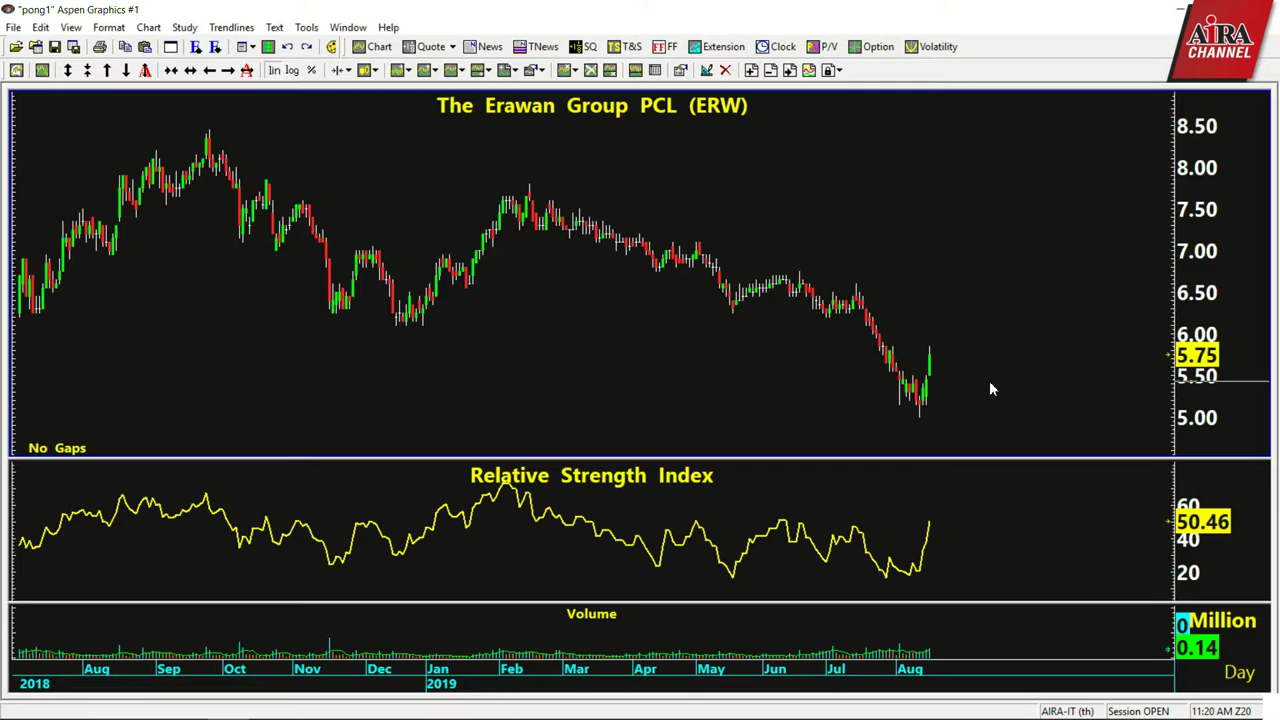 "pong1" Aspen Graphics #1
File Edit View Format Chart Study Trendlines Text Tools Window Help
Chart Quote News TNews SQ T&S FF Extension Clock P/V Option Volatility
lin log %
AIRA
CHANNEL
The Erawan Group PCL (ERW)
8.50
8.00
7.50
7.00
6.50
6.00
5.75
5.50
5.00
No Gaps
Relative Strength Index
60
50.46
40
20
Volume
0 Million
0.14
Aug Sep Oct Nov Dec Jan Feb Mar Apr May Jun Jul Aug
Day
2018 2019
AIRA-IT (th) Session OPEN 11:20 AM Z20